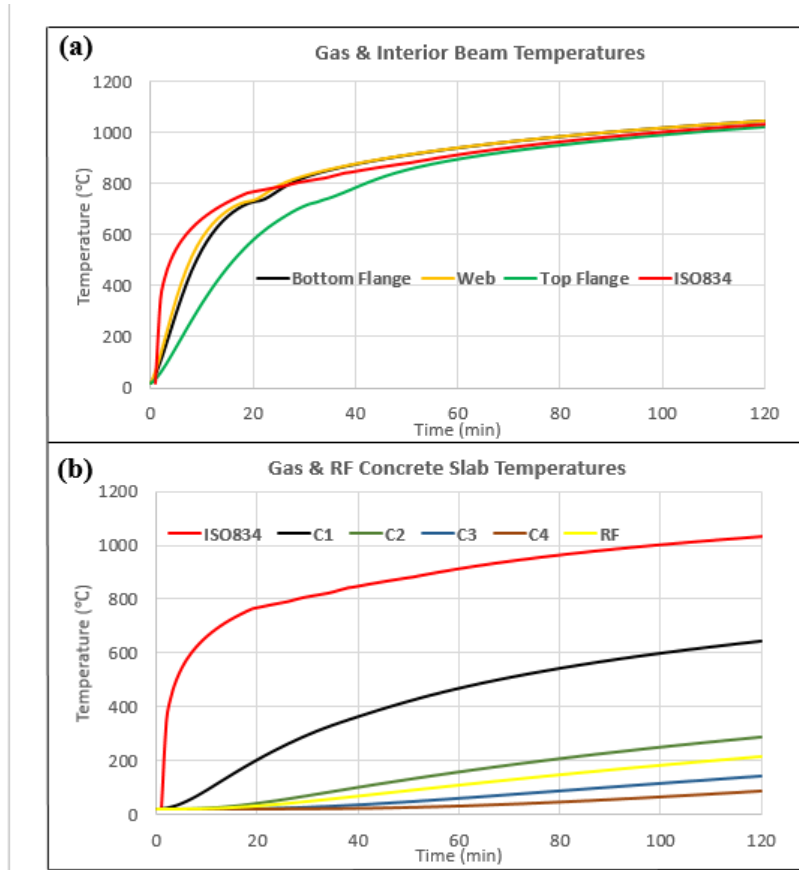 (a)
Gas & Interior Beam Temperatures
1200
1000
800
600
400
200
0
Temperature (°C)
Bottom Flange Web Top Flange ISO834
0 20 40 60 80 100 120
Time (min)
(b)
Gas & RF Concrete Slab Temperatures
1200
1000
800
600
400
200
0
Temperature (°C)
ISO834 C1 C2 C3 C4 RF
0 20 40 60 80 100 120
Time (min)